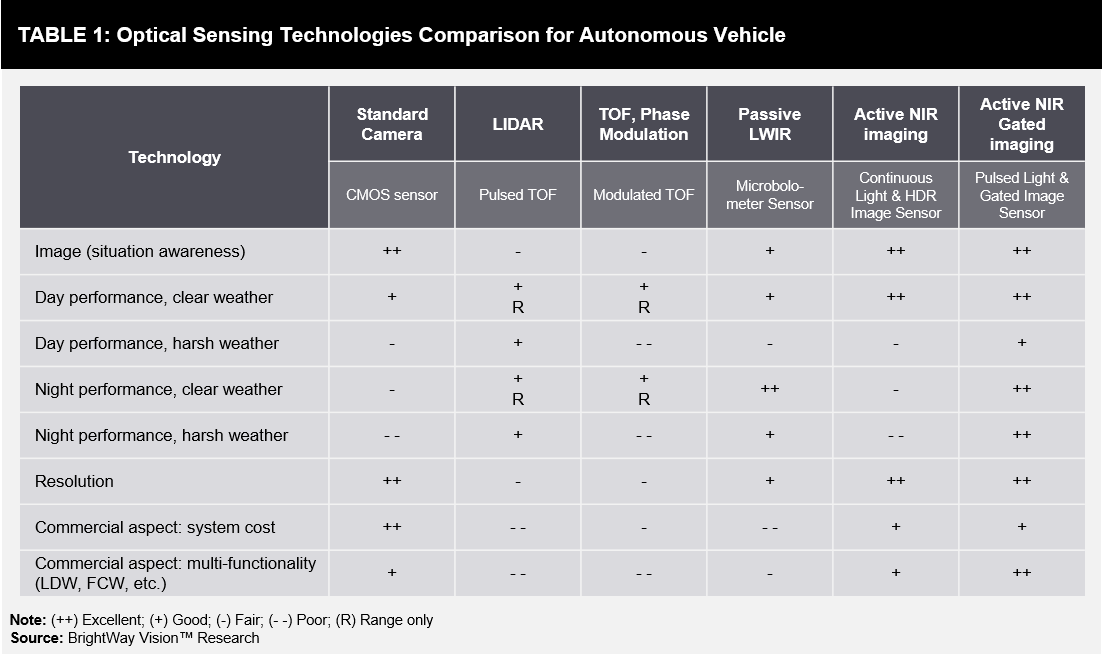 TABLE 1: Optical Sensing Technologies Comparison for Autonomous Vehicle
Technology
Standard
Camera
LIDAR
TOF, Phase
Modulation
Passive
LWIR
Active NIR
imaging
Active NIR
Gated
imaging
CMOS sensor
Pulsed TOF
Modulated TOF
Microbolo-
meter Sensor
Continuous
Light & HDR
Image Sensor
Pulsed Light &
Gated Image
Sensor
Image (situation awareness) ++ - - + ++ ++
Day performance, clear weather + + + + ++ ++
R R
Day performance, harsh weather - + - - - - +
Night performance, clear weather - + + ++ - ++
R R
Night performance, harsh weather - - + - - + - - ++
Resolution ++ - - + ++ ++
Commercial aspect: system cost ++ - - - - - + +
Commercial aspect: multi-functionality
(LDW, FCW, etc.) + - - - - - + ++
Note: (++) Excellent; (+) Good; (-) Fair; (- -) Poor; (R) Range only
Source: BrightWay Vision™ Research